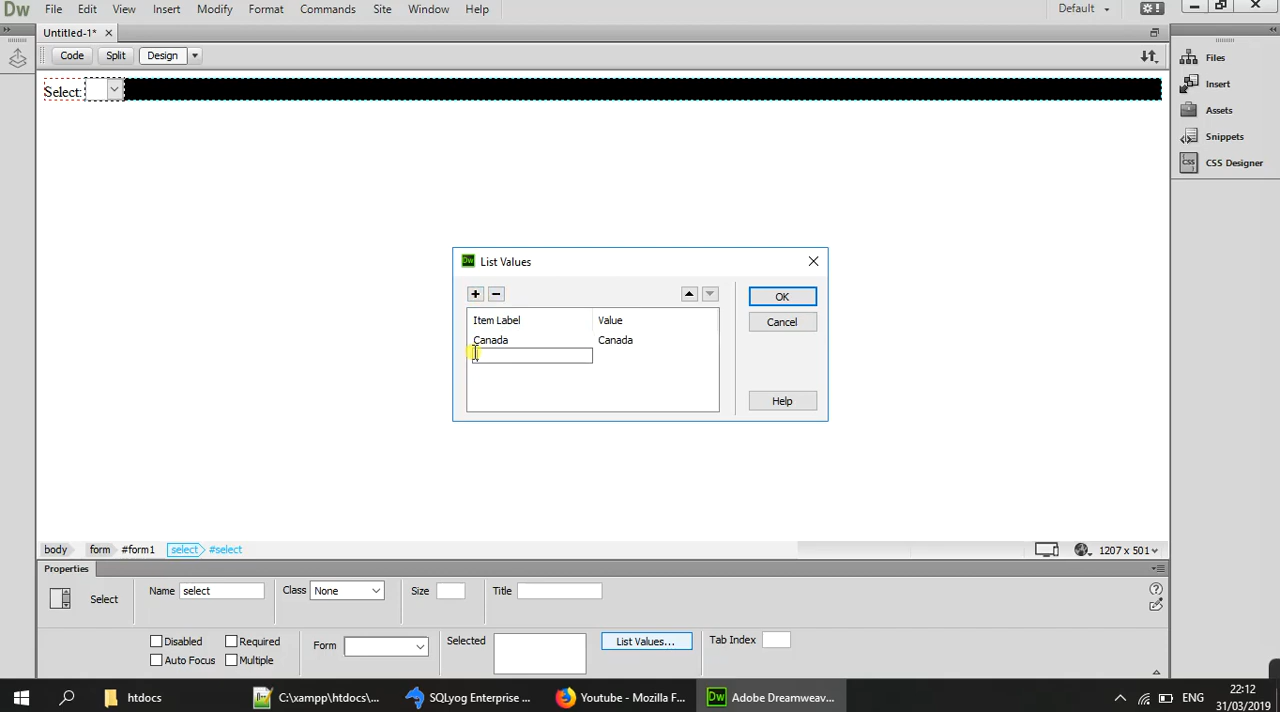 Dw File Edit View Insert Modify Format Commands Site Window Help Default
Untitled-1*
Code Split Design
Select:
Files
Insert
Assets
Snippets
CSS CSS Designer
Dw List Values
+ −
OK
Item Label Value
Cancel
Canada Canada
Help
body form #form1 select #select 1207 x 501
Properties
Select Name select Class None Size Title
Disabled Required Form Selected List Values... Tab Index
Auto Focus Multiple
htdocs C:\xampp\htdocs\... SQLyog Enterprise ... Youtube - Mozilla F... Dw Adobe Dreamweav... ENG 22:12
31/03/2019